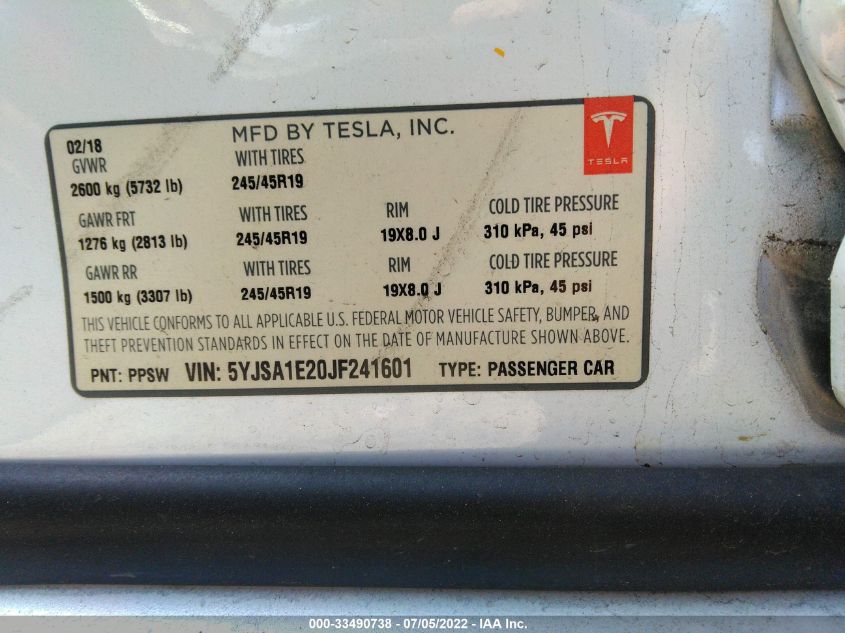 02/18 MFD BY TESLA, INC.
GVWR WITH TIRES
2600 kg (5732 lb) 245/45R19
TESLA
GAWR FRT WITH TIRES RIM COLD TIRE PRESSURE
1276 kg (2813 lb) 245/45R19 19X8.0 J 310 kPa, 45 psi
GAWR RR WITH TIRES RIM COLD TIRE PRESSURE
1500 kg (3307 lb) 245/45R19 19X8.0 J 310 kPa, 45 psi
THIS VEHICLE CONFORMS TO ALL APPLICABLE U.S. FEDERAL MOTOR VEHICLE SAFETY, BUMPER, AND
THEFT PREVENTION STANDARDS IN EFFECT ON THE DATE OF MANUFACTURE SHOWN ABOVE.
PNT: PPSW VIN: 5YJSA1E20JF241601 TYPE: PASSENGER CAR
000-33490738 - 07/05/2022 - IAA Inc.